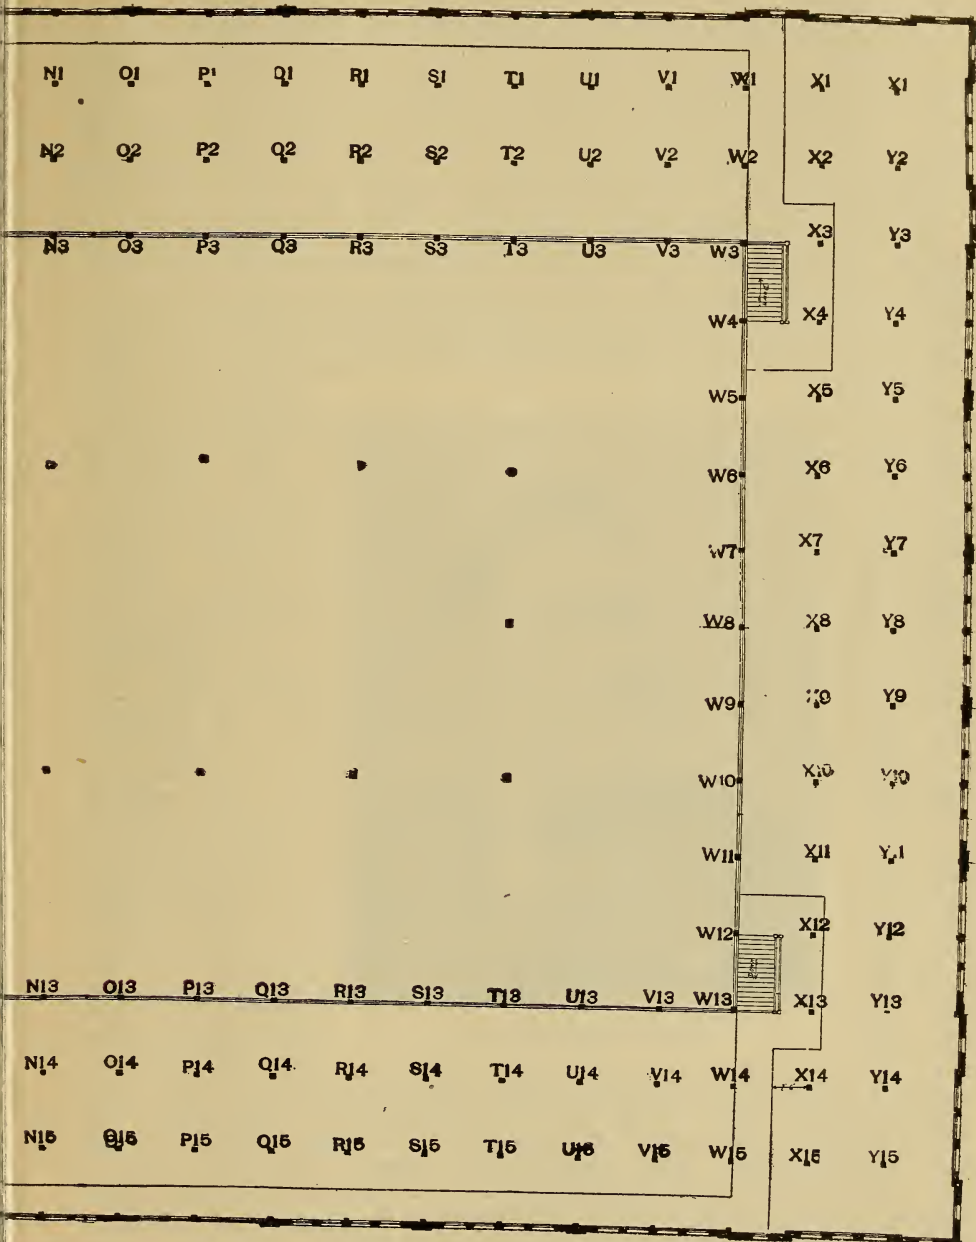 N1 O1 P1 Q1 R1 S1 T1 U1 V1 W1 X1 X1
N2 O2 P2 Q2 R2 S2 T2 U2 V2 W2 X2 Y2
N3 O3 P3 Q3 R3 S3 T3 U3 V3 W3 X3 Y3
W4 X4 Y4
W5 X5 Y5
W6 X6 Y6
W7 X7 Y7
W8 X8 Y8
W9 Y9
W10 X10 Y10
W11 X11
W12 X12 Y12
N13 O13 P13 Q13 R13 S13 T13 U13 V13 W13 X13 Y13
N14 O14 P14 Q14 R14 S14 T14 U14 V14 W14 X14 Y14
N15 O15 P15 Q15 R15 S15 T15 U15 V15 W15 X15 Y15